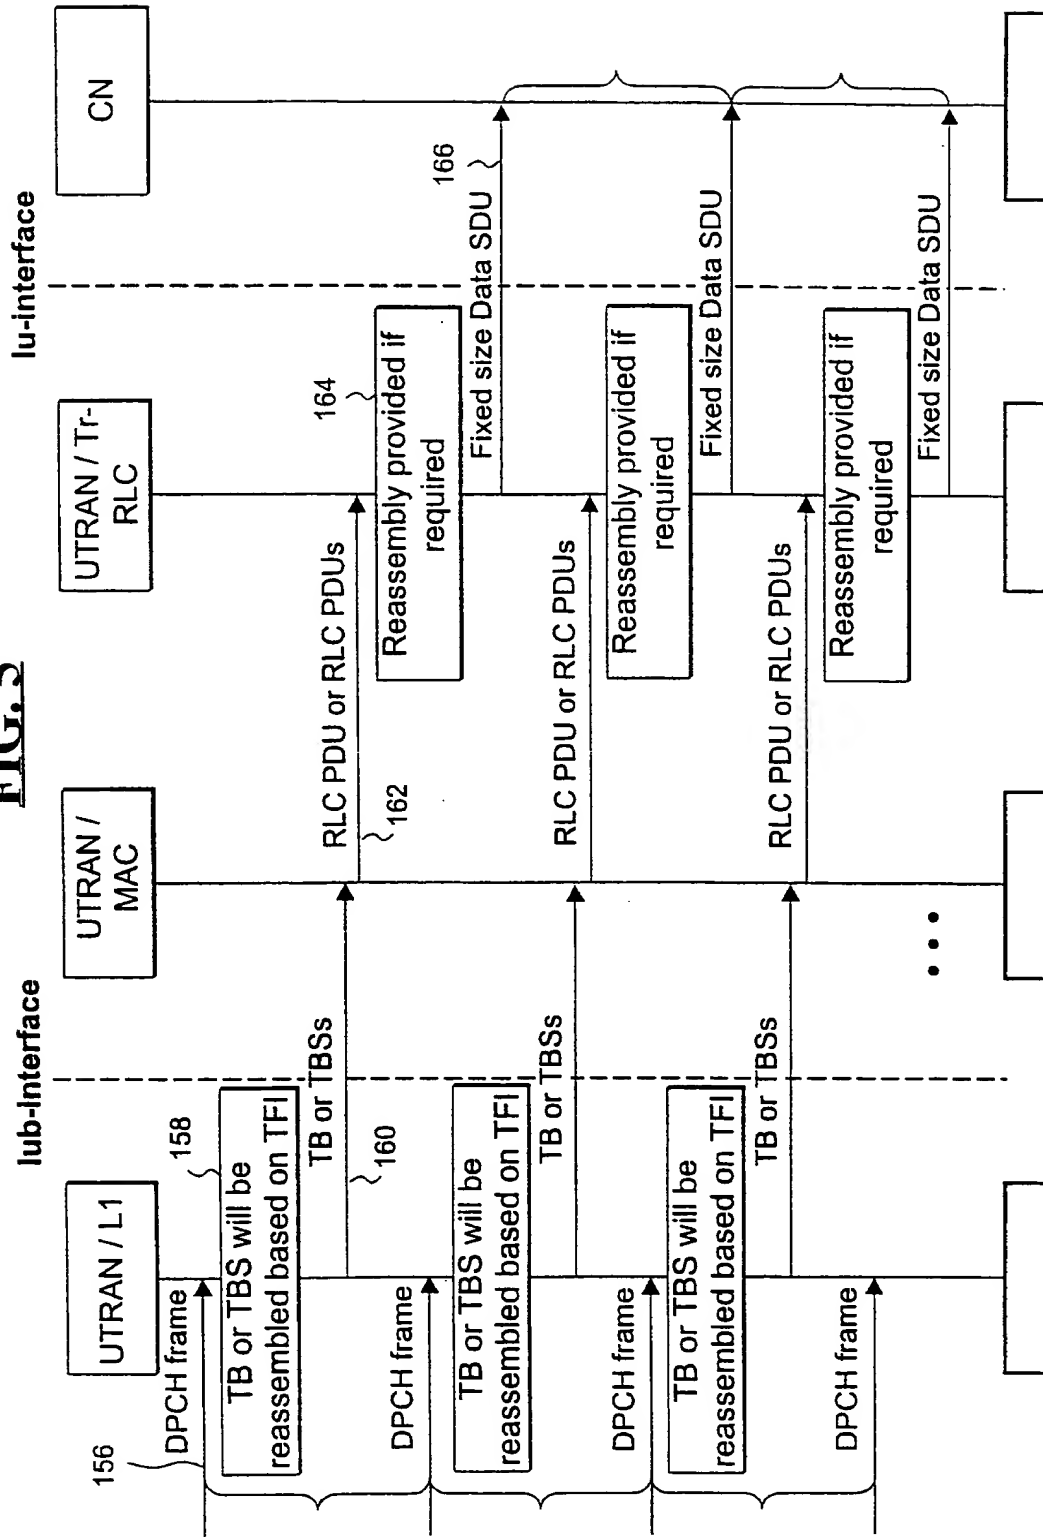 FIG.
Iub-interface
Iu-interface
UTRAN / L1
UTRAN /
MAC
UTRAN / Tr-
RLC
CN
156
DPCH frame
158
TB or TBS will be
reassembled based on TFI
TB or TBSs
160
162
RLC PDU or RLC PDUs
164
Reassembly provided if
required
Fixed size Data SDU
166
DPCH frame
TB or TBS will be
reassembled based on TFI
TB or TBSs
RLC PDU or RLC PDUs
Reassembly provided if
required
Fixed size Data SDU
DPCH frame
TB or TBS will be
reassembled based on TFI
TB or TBSs
RLC PDU or RLC PDUs
Reassembly provided if
required
Fixed size Data SDU
DPCH frame